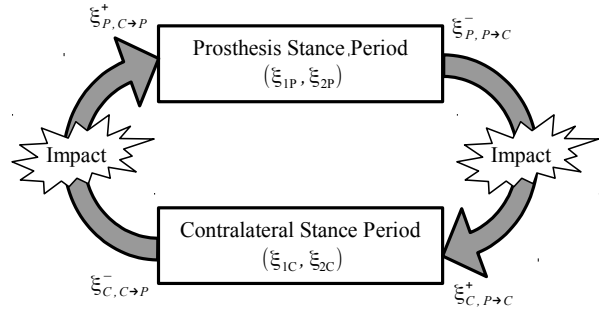 ξ⁺P, C→P
Prosthesis Stance Period
(ξ1P, ξ2P)
ξ⁻P, P→C
Impact
Impact
Contralateral Stance Period
(ξ1C, ξ2C)
ξ⁻C, C→P
ξ⁺C, P→C